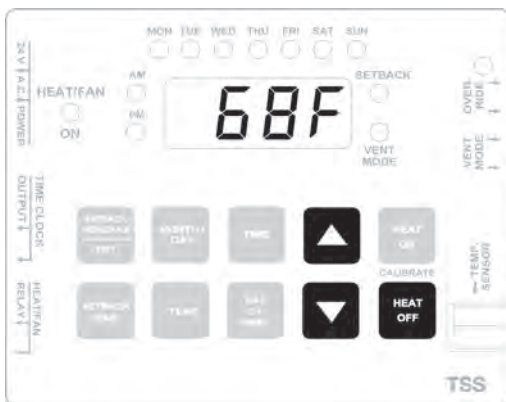 MON TUE WED THU FRI SAT SUN
AM
PM
68F
SETBACK
VENT
MODE
HEAT/FAN
ON
24 V A.C. POWER
TIME CLOCK
OUTPUT
HEAT/FAN
RELAY
OVER
RIDE
VENT
MODE
TEMP.
SENSOR
TIME
HEAT
ON
TEMP
CALIBRATE
HEAT
OFF
TSS